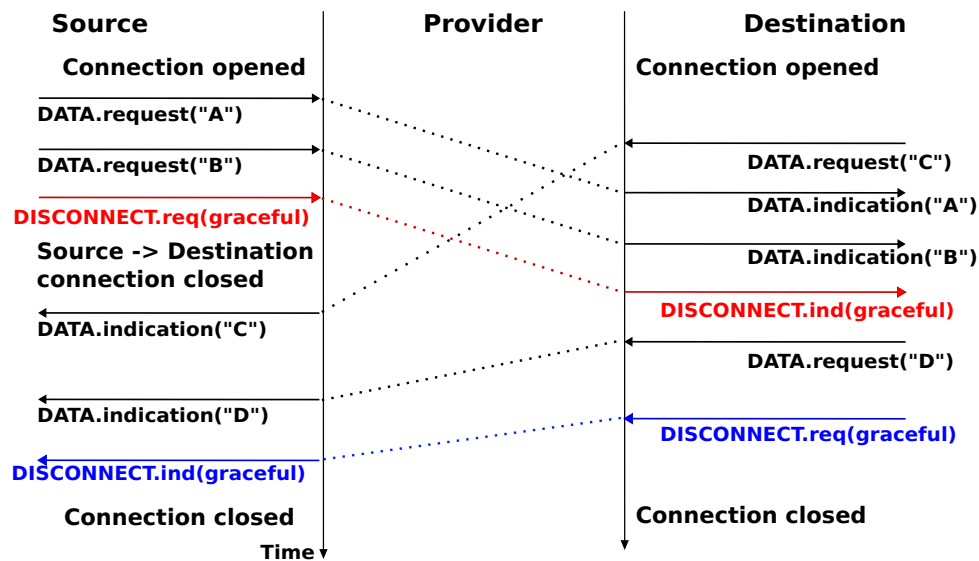 Source
Provider
Destination
Connection opened
Connection opened
DATA.request("A")
DATA.request("B")
DATA.request("C")
DISCONNECT.req(graceful)
DATA.indication("A")
Source -> Destination
connection closed
DATA.indication("B")
DISCONNECT.ind(graceful)
DATA.indication("C")
DATA.request("D")
DATA.indication("D")
DISCONNECT.req(graceful)
DISCONNECT.ind(graceful)
Connection closed
Connection closed
Time